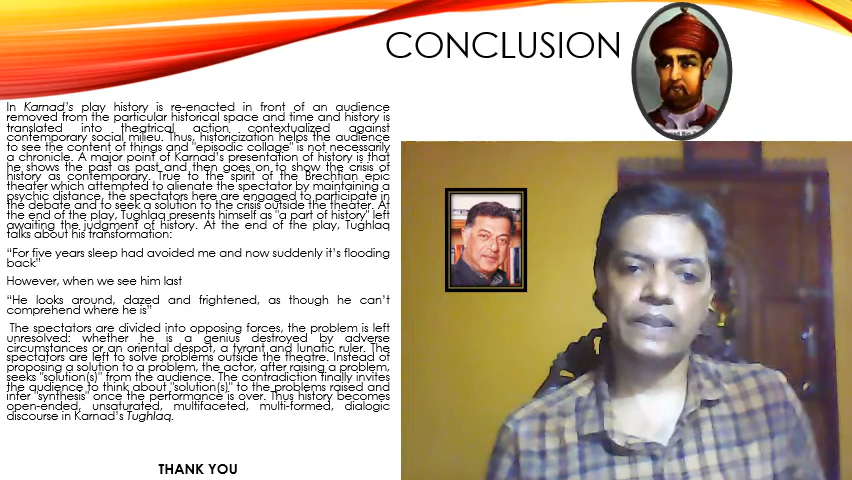 CONCLUSION
In Karnad's play history is re-enacted in front of an audience
removed from the particular historical space and time and history is
translated into theatrical action contextualized against
contemporary social milieu. Thus, historicization helps the audience
to see the content of things and "episodic collage" is not necessarily
a chronicle. A major point of Karnad's presentation of history is that
he shows the past as past and then goes on to show the crisis of
history as contemporary. True to the spirit of the Brechtian epic
theater which attempted to alienate the spectator by maintaining a
psychic distance, the spectators here are engaged to participate in
the debate and to seek a solution to the crisis outside the theater. At
the end of the play, Tughlaq presents himself as "a part of history" left
awaiting the judgment of history. At the end of the play, Tughlaq
talks about his transformation:
“For five years sleep had avoided me and now suddenly it’s flooding
back”
However, when we see him last
“He looks around, dazed and frightened, as though he can’t
comprehend where he is”
The spectators are divided into opposing forces, the problem is left
unresolved: whether he is a genius destroyed by adverse
circumstances or an oriental despot, a tyrant and lunatic ruler. The
spectators are left to solve problems outside the theatre. Instead of
proposing a solution to a problem, the actor, after raising a problem,
seeks "solution(s)" from the audience. The contradiction finally invites
the audience to think about "solution(s)" to the problems raised and
infer "synthesis" once the performance is over. Thus history becomes
open-ended, unsaturated, multifaceted, multi-formed, dialogic
discourse in Karnad’s Tughlaq.
THANK YOU